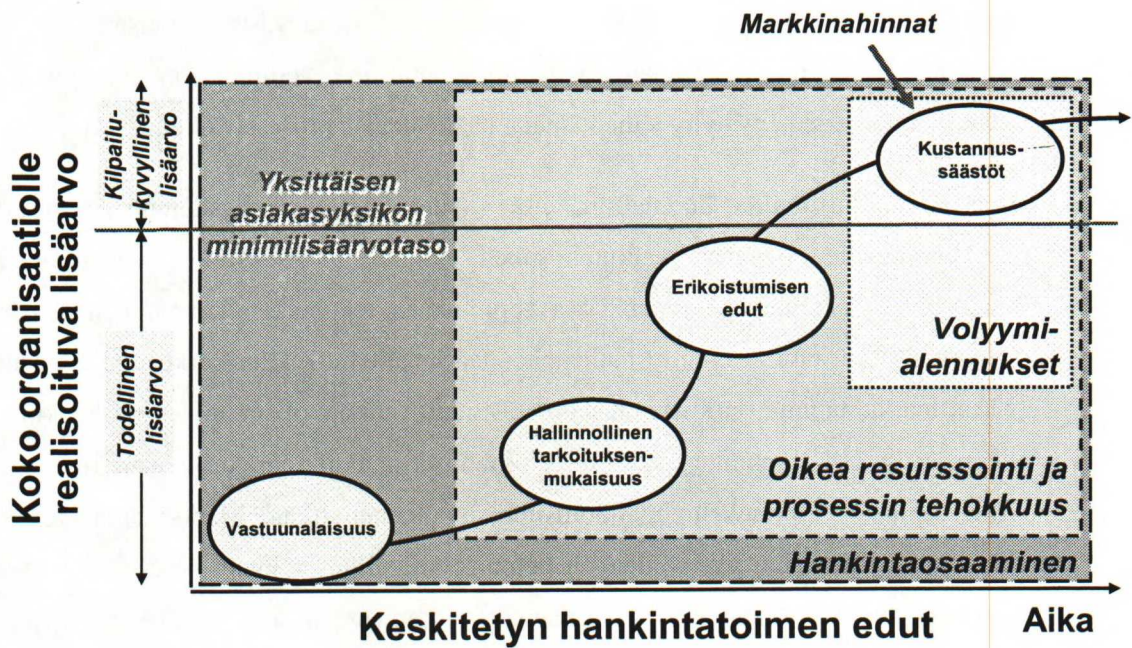 Markkinahinnat
Koko organisaatiolle
realisoituva lisäarvo
Kilpailu-
kyvyllinen
lisäarvo
Todellinen
lisäarvo
Yksittäisen
asiakasyksikön
minimilisäarvotaso
Kustannus-
säästöt
Erikoistumisen
edut
Volyymi-
alennukset
Hallinnollinen
tarkoituksen-
mukaisuus
Oikea resurssointi ja
prosessin tehokkuus
Vastuunalaisuus
Hankintaosaaminen
Keskitetyn hankintatoimen edut
Aika